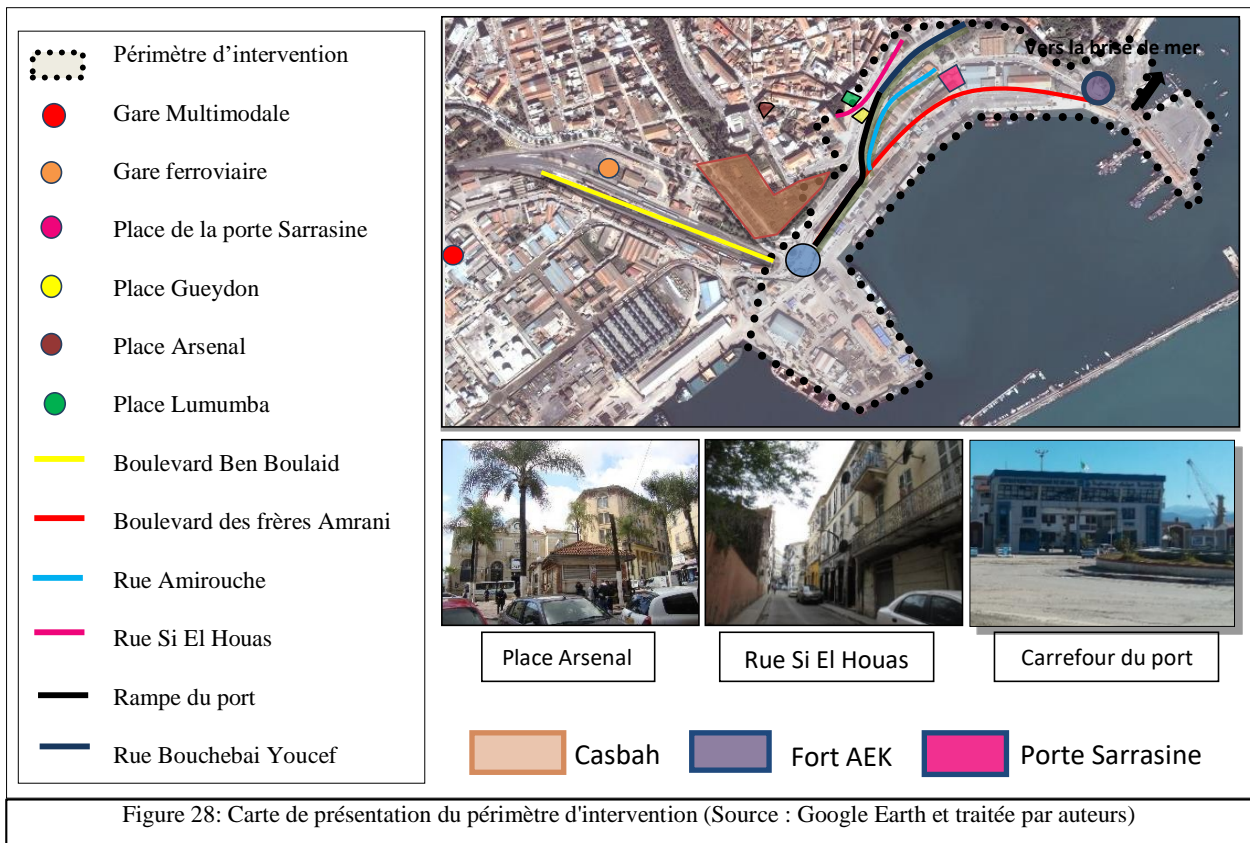 Périmètre d'intervention
Gare Multimodale
Gare ferroviaire
Place de la porte Sarrasine
Place Gueydon
Place Arsenal
Place Lumumba
Boulevard Ben Boulaid
Boulevard des frères Amrani
Rue Amirouche
Rue Si El Houas
Rampe du port
Rue Bouchebai Youcef
Vers la brise de mer
Place Arsenal
Rue Si El Houas
Carrefour du port
Casbah
Fort AEK
Porte Sarrasine
Figure 28: Carte de présentation du périmètre d'intervention (Source : Google Earth et traitée par auteurs)